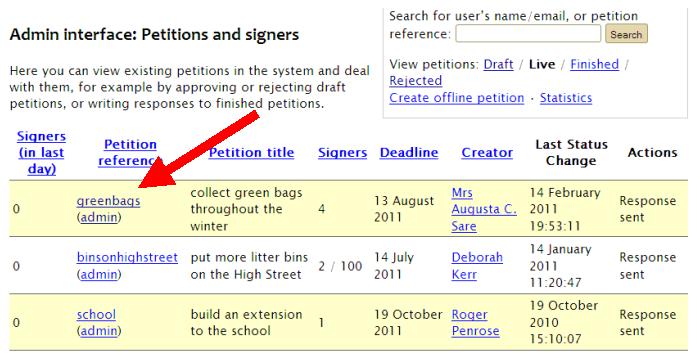 Admin interface: Petitions and signers
Here you can view existing petitions in the system and deal
with them, for example by approving or rejecting draft
petitions, or writing responses to finished petitions.
Search for user's name/email, or petition
reference: Search
View petitions: Draft / Live / Finished /
Rejected
Create offline petition · Statistics
Signers
(in last
day)
Petition
reference
Petition title
Signers
Deadline
Creator
Last Status
Change
Actions
0
greenbags
(admin)
collect green bags
throughout the
winter
4
13 August
2011
Mrs
Augusta C.
Sare
14 February
2011
19:53:11
Response
sent
0
binsonhighstreet
(admin)
put more litter bins
on the High Street
2 / 100
14 July
2011
Deborah
Kerr
14 January
2011
11:20:47
Response
sent
0
school
(admin)
build an extension
to the school
1
19 October
2011
Roger
Penrose
19 October
2010
15:10:07
Response
sent